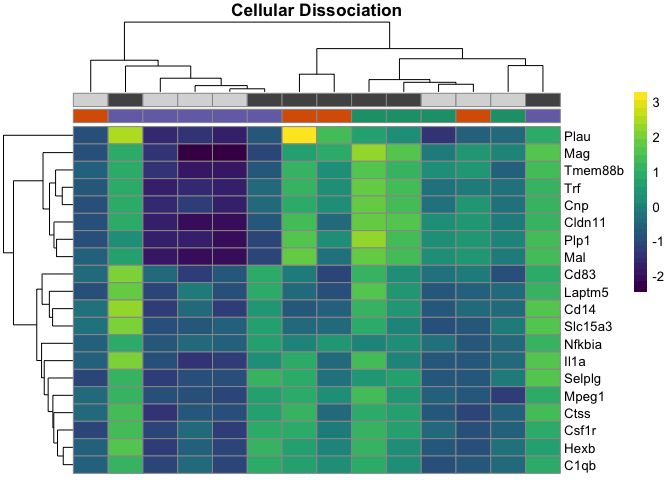 Cellular Dissociation
3
2
1
0
-1
-2
Plau
Mag
Tmem88b
Trf
Cnp
Cldn11
Plp1
Mal
Cd83
Laptm5
Cd14
Slc15a3
Nfkbia
Il1a
Selplg
Mpeg1
Ctss
Csf1r
Hexb
C1qb